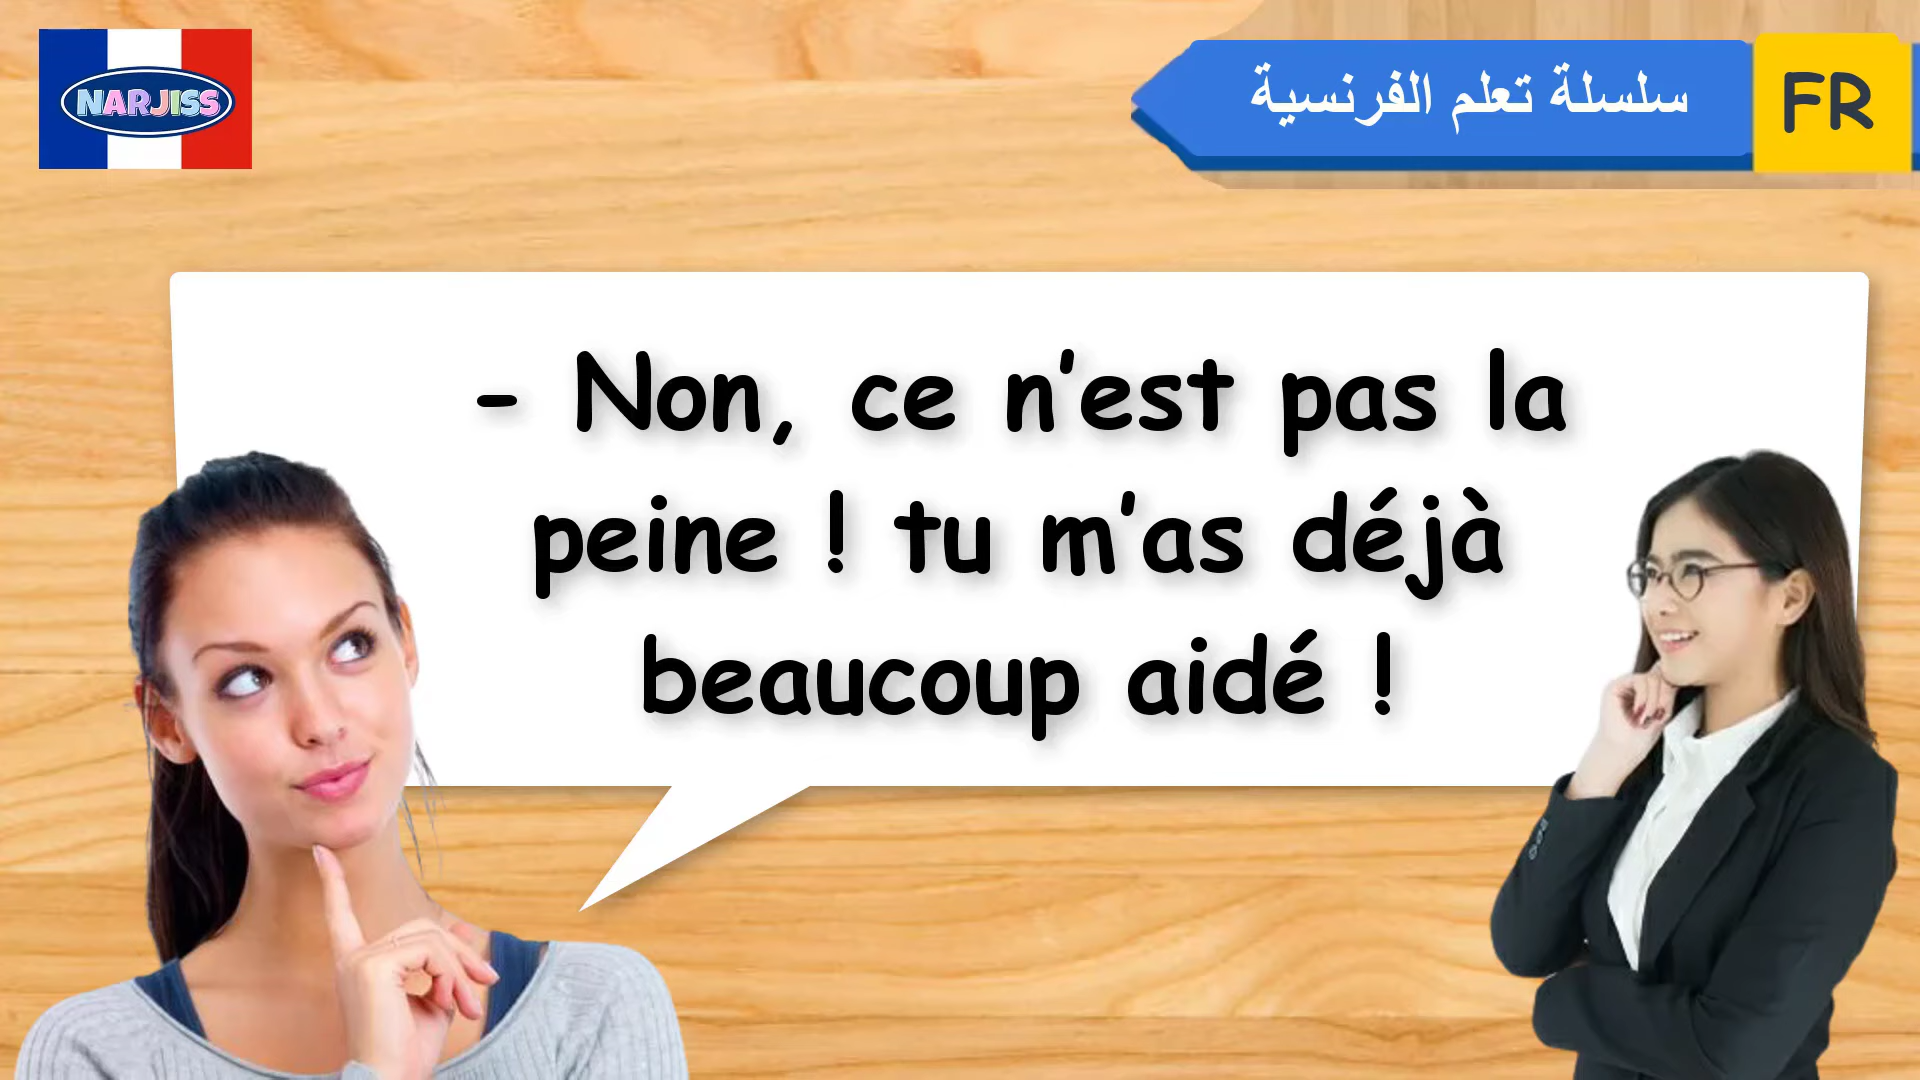 NARJISS
سلسلة تعلم الفرنسية
FR
- Non, ce n’est pas la
peine ! tu m’as déjà
beaucoup aidé !